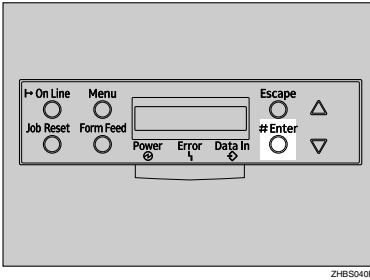 On Line Menu Escape
Job Reset Form Feed # Enter
Power Error Data In
ZHBS040